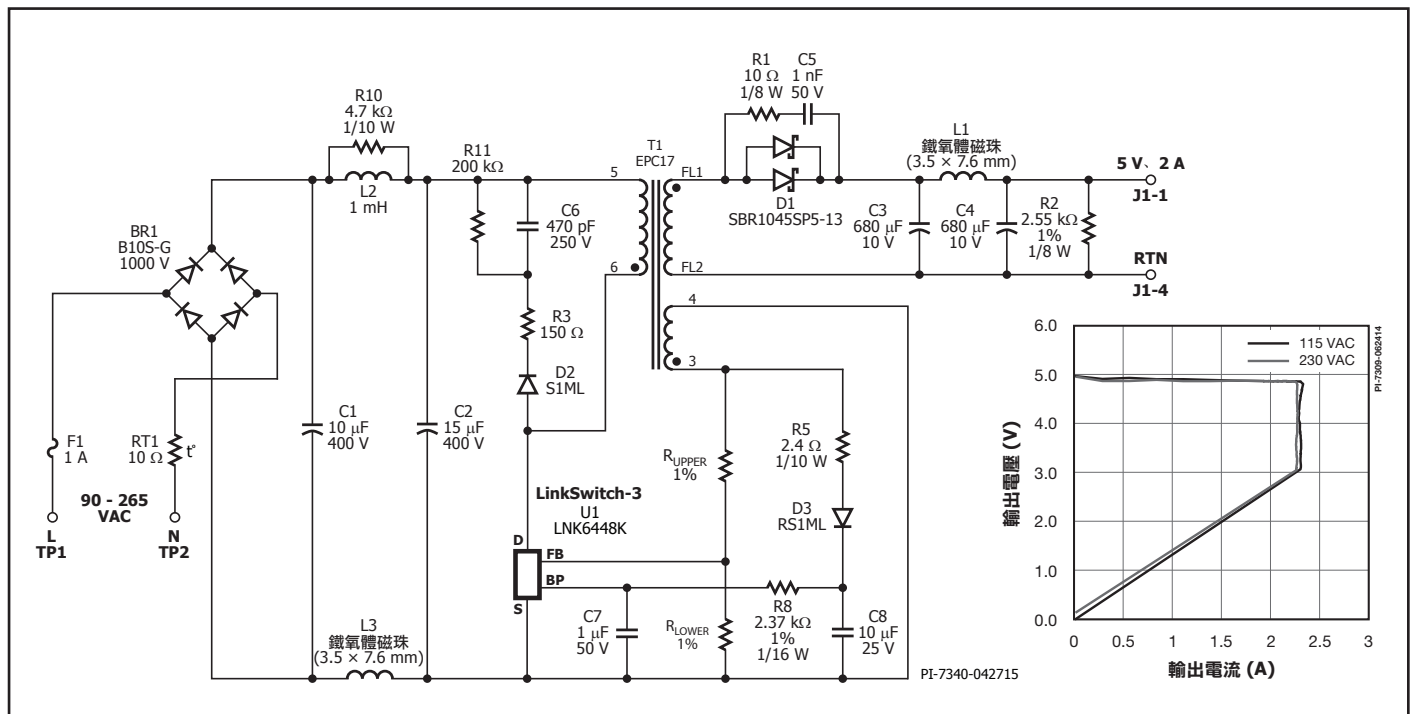 R10
4.7 kΩ
1/10 W
L2
1 mH
R11
200 kΩ
C6
470 pF
250 V
BR1
B10S-G
1000 V
R3
150 Ω
D2
S1ML
C1
10 μF
400 V
C2
15 μF
400 V
F1
1 A
RT1
10 Ω
t°
90 - 265
VAC
L
TP1
N
TP2
L3
鐵氧體磁珠
(3.5 × 7.6 mm)
LinkSwitch-3
U1
LNK6448K
D
FB
BP
S
C7
1 μF
50 V
T1
EPC17
5
6
FL1
FL2
4
3
R1
10 Ω
1/8 W
C5
1 nF
50 V
D1
SBR1045SP5-13
L1
鐵氧體磁珠
(3.5 × 7.6 mm)
C3
680 μF
10 V
C4
680 μF
10 V
R2
2.55 kΩ
1%
1/8 W
5 V、2 A
J1-1
RTN
J1-4
RUPPER
1%
RLOWER
1%
R5
2.4 Ω
1/10 W
D3
RS1ML
R8
2.37 kΩ
1%
1/16 W
C8
10 μF
25 V
PI-7340-042715
輸出電壓 (V)
6.0
5.0
4.0
3.0
2.0
1.0
0.0
115 VAC
230 VAC
PI-7309-062414
0 0.5 1 1.5 2 2.5 3
輸出電流 (A)